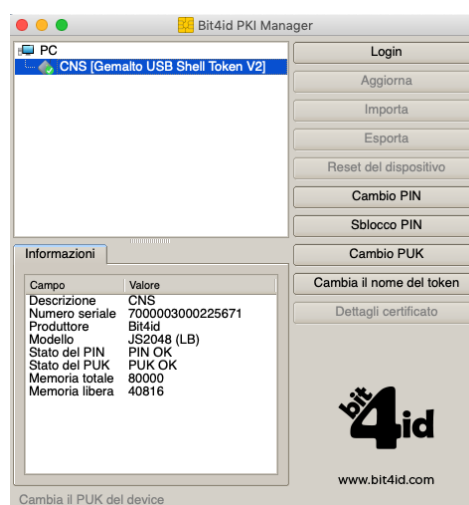 Bit4id PKI Manager
PC
CNS [Gemalto USB Shell Token V2]
Login
Aggiorna
Importa
Esporta
Reset del dispositivo
Cambio PIN
Sblocco PIN
Cambio PUK
Cambia il nome del token
Dettagli certificato
Informazioni
Campo Valore
Descrizione CNS
Numero seriale 7000003000225671
Produttore Bit4id
Modello JS2048 (LB)
Stato del PIN PIN OK
Stato del PUK PUK OK
Memoria totale 80000
Memoria libera 40816
bit4id
www.bit4id.com
Cambia il PUK del device